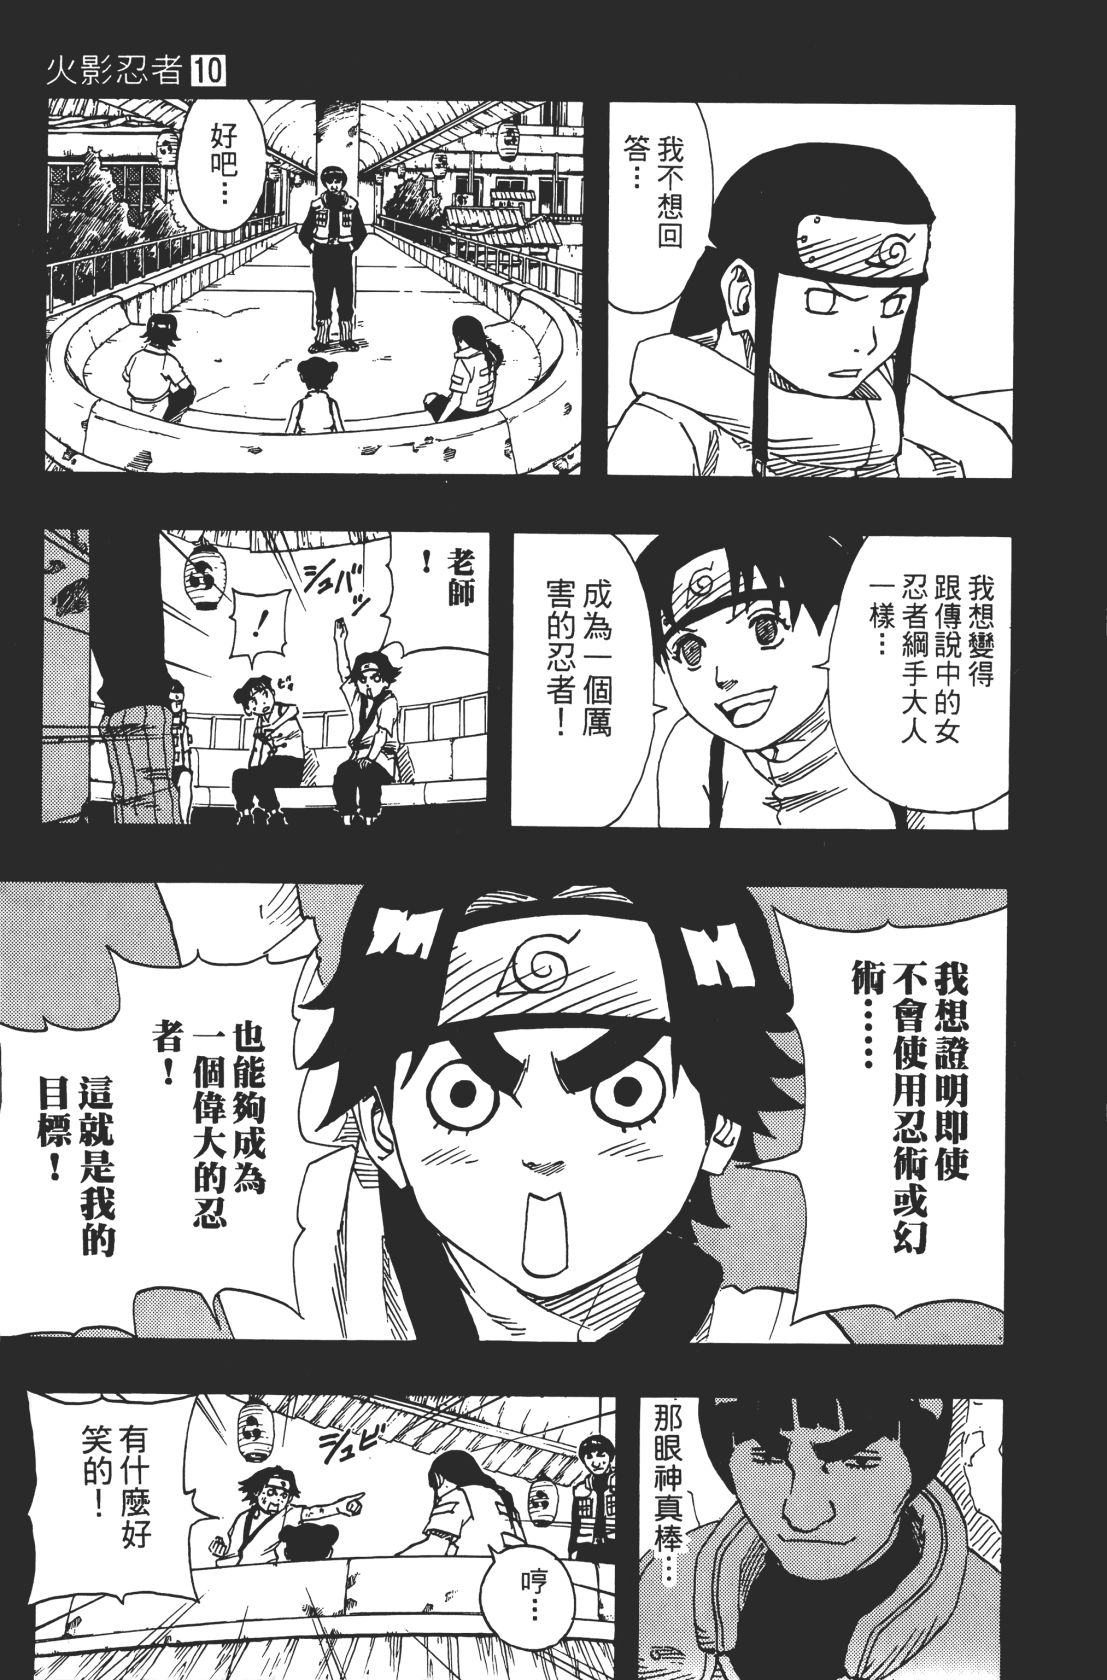 火影忍者10
我不想回
答…
好吧…
我想變得
跟傳說中的女
忍者綱手大人
一樣…
成為一個厲
害的忍者！
老師
！
シュバッ
！
ビッ
我想證明即使
不會使用忍術或幻
術……
也能夠成為
一個偉大的忍
者！
這就是我的
目標！
那眼神真棒…
シュビ
哼…
有什麼好
笑的！